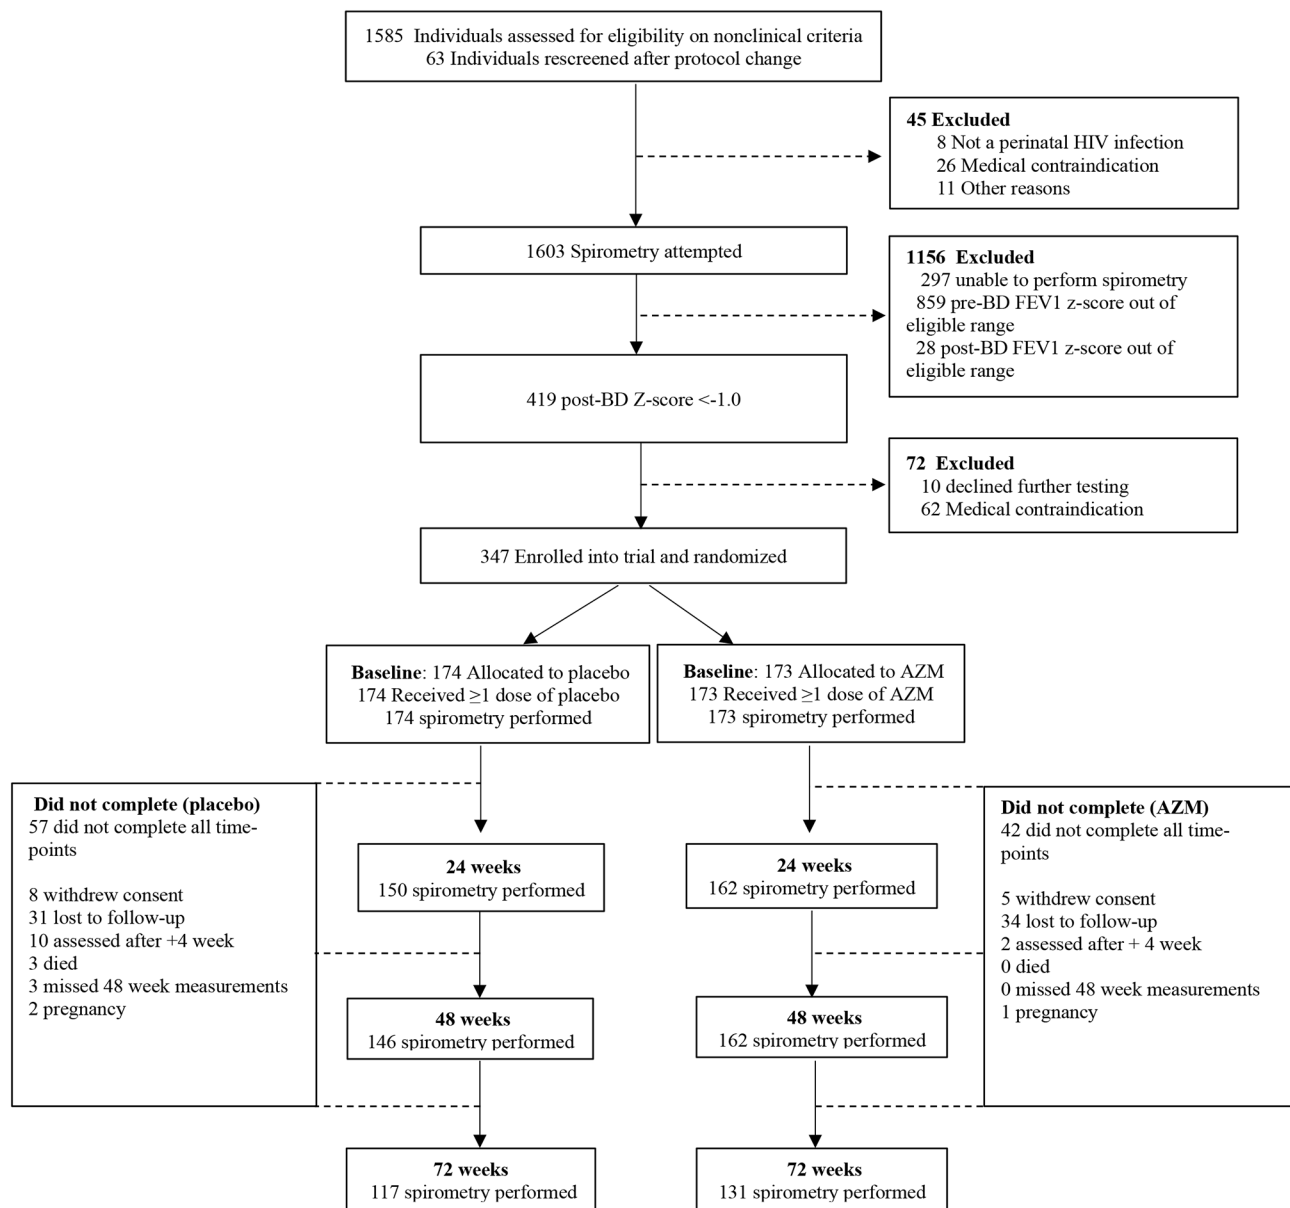 1585 Individuals assessed for eligibility on nonclinical criteria
63 Individuals rescreened after protocol change
45 Excluded
8 Not a perinatal HIV infection
26 Medical contraindication
11 Other reasons
1603 Spirometry attempted
1156 Excluded
297 unable to perform spirometry
859 pre-BD FEV1 z-score out of
eligible range
28 post-BD FEV1 z-score out of
eligible range
419 post-BD Z-score <-1.0
72 Excluded
10 declined further testing
62 Medical contraindication
347 Enrolled into trial and randomized
Baseline: 174 Allocated to placebo
174 Received ≥1 dose of placebo
174 spirometry performed
Baseline: 173 Allocated to AZM
173 Received ≥1 dose of AZM
173 spirometry performed
Did not complete (placebo)
57 did not complete all time-
points
8 withdrew consent
31 lost to follow-up
10 assessed after +4 week
3 died
3 missed 48 week measurements
2 pregnancy
24 weeks
150 spirometry performed
24 weeks
162 spirometry performed
Did not complete (AZM)
42 did not complete all time-
points
5 withdrew consent
34 lost to follow-up
2 assessed after + 4 week
0 died
0 missed 48 week measurements
1 pregnancy
48 weeks
146 spirometry performed
48 weeks
162 spirometry performed
72 weeks
117 spirometry performed
72 weeks
131 spirometry performed